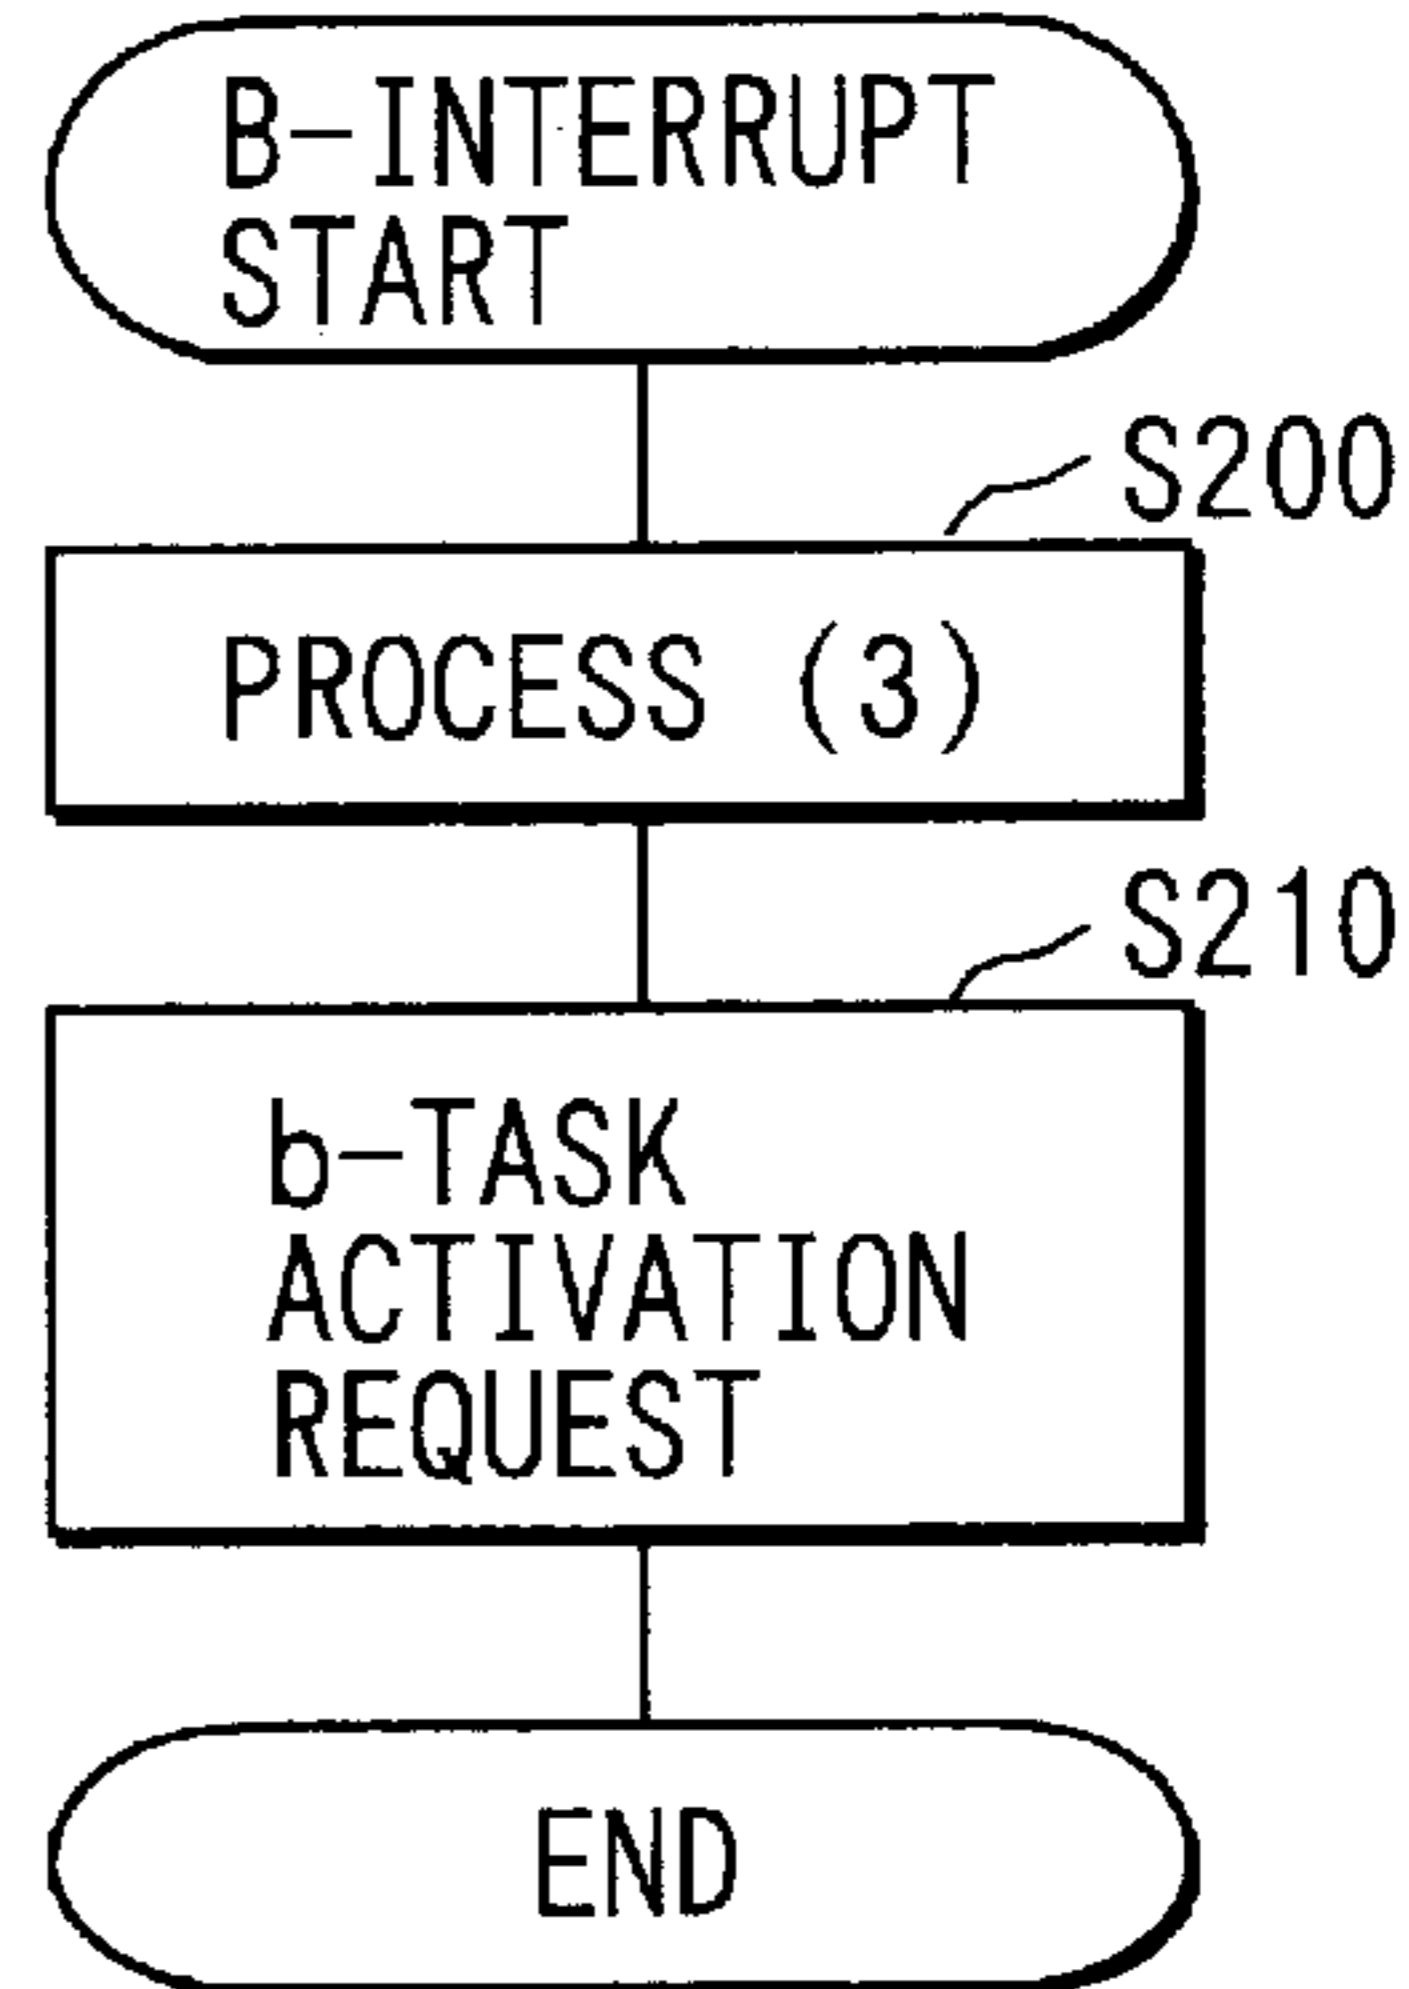 B-INTERRUPT
START
S200
PROCESS (3)
S210
b-TASK
ACTIVATION
REQUEST
END